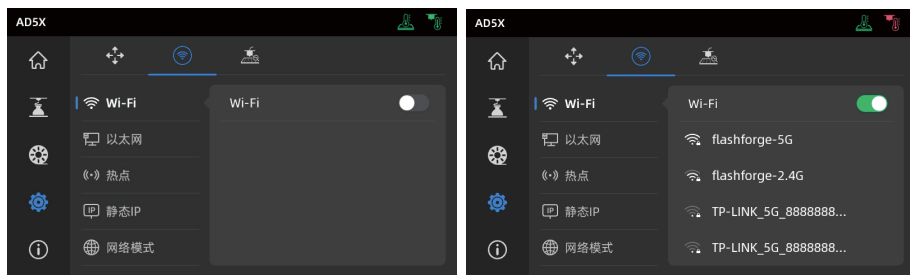 AD5X
Wi-Fi
Wi-Fi
以太网
热点
IP
静态IP
网络模式
AD5X
Wi-Fi
Wi-Fi
以太网
flashforge-5G
热点
flashforge-2.4G
IP
静态IP
TP-LINK_5G_8888888...
网络模式
TP-LINK_5G_8888888...